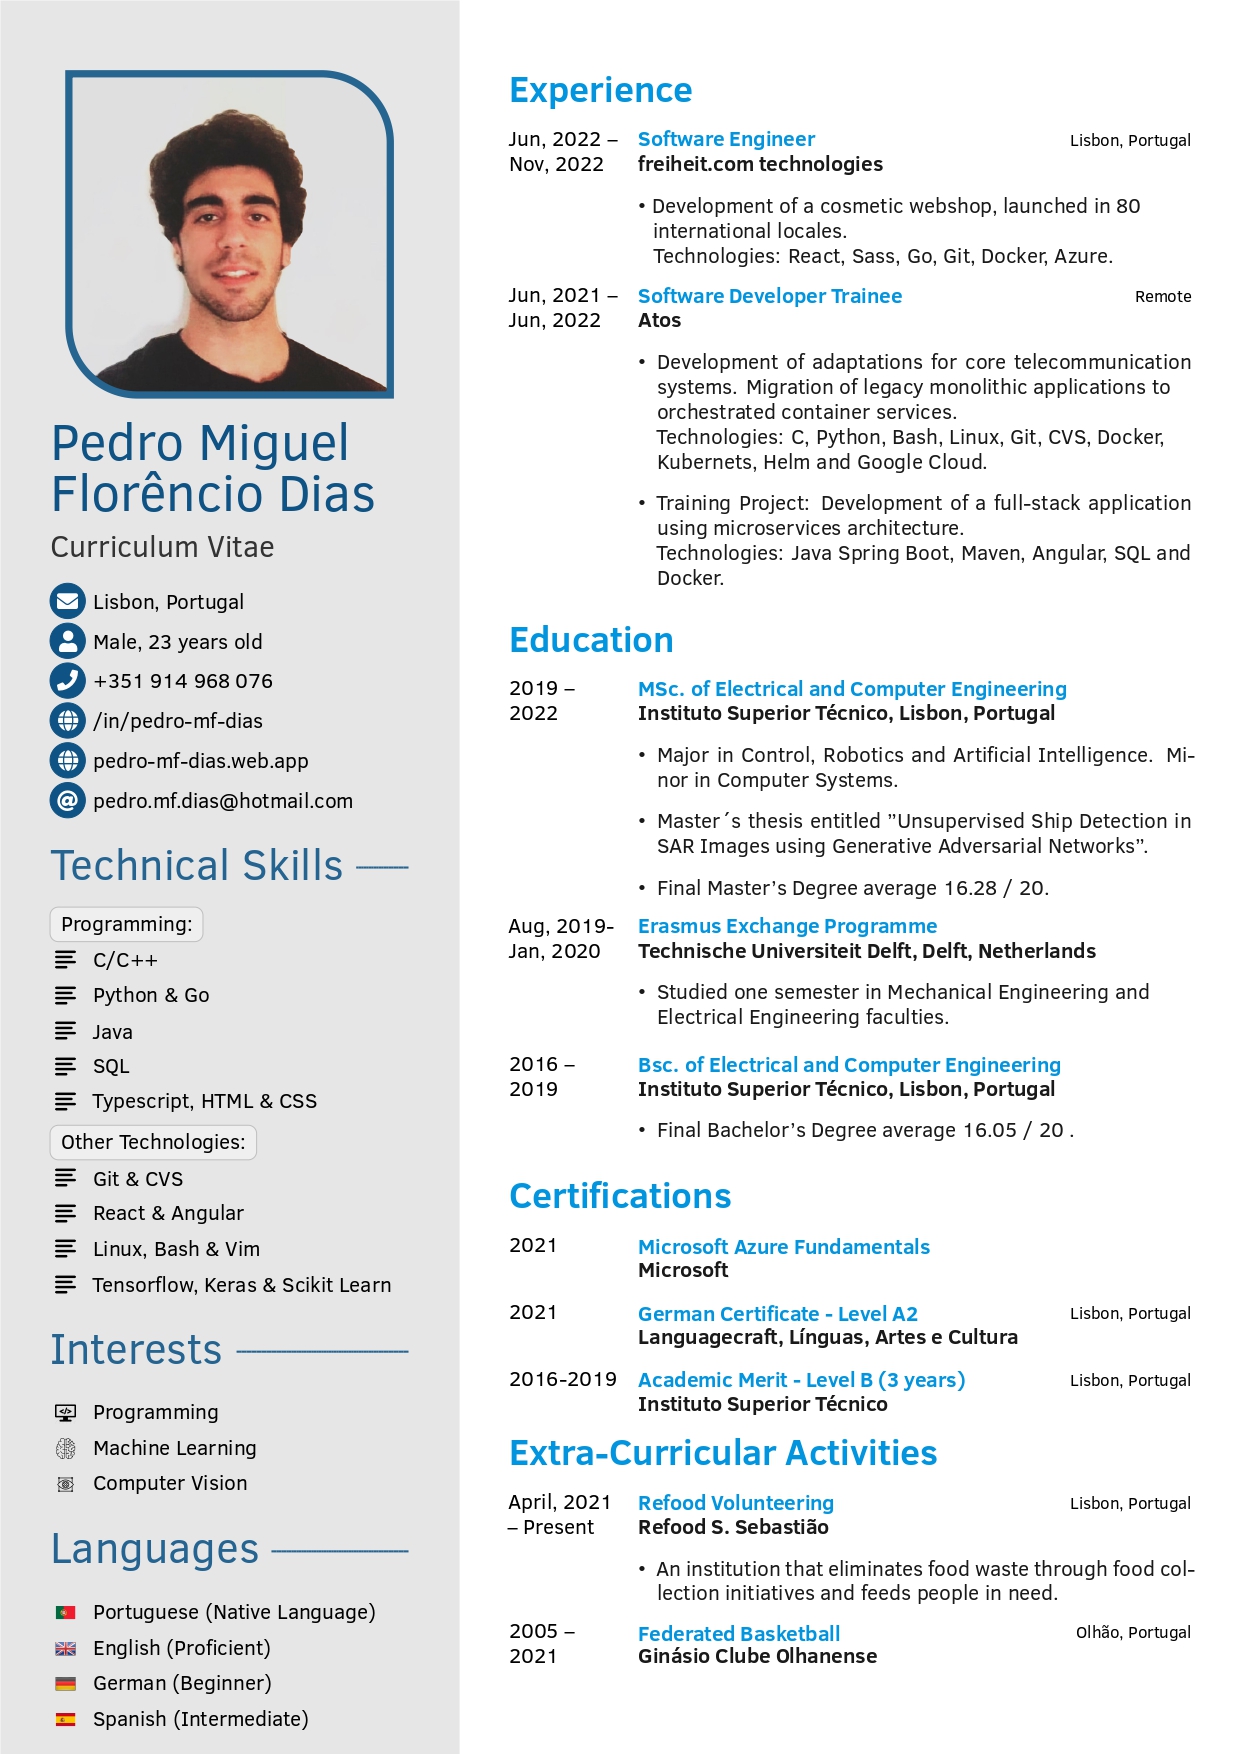 Pedro Miguel
Florêncio Dias
Curriculum Vitae
Lisbon, Portugal
Male, 23 years old
+351 914 968 076
/in/pedro-mf-dias
pedro-mf-dias.web.app
pedro.mf.dias@hotmail.com
Technical Skills
Programming:
C/C++
Python & Go
Java
SQL
Typescript, HTML & CSS
Other Technologies:
Git & CVS
React & Angular
Linux, Bash & Vim
Tensorflow, Keras & Scikit Learn
Interests
Programming
Machine Learning
Computer Vision
Languages
Portuguese (Native Language)
English (Proficient)
German (Beginner)
Spanish (Intermediate)
Experience
Jun, 2022 – Software Engineer Lisbon, Portugal
Nov, 2022 freiheit.com technologies
• Development of a cosmetic webshop, launched in 80
international locales.
Technologies: React, Sass, Go, Git, Docker, Azure.
Jun, 2021 – Software Developer Trainee Remote
Jun, 2022 Atos
• Development of adaptations for core telecommunication
systems. Migration of legacy monolithic applications to
orchestrated container services.
Technologies: C, Python, Bash, Linux, Git, CVS, Docker,
Kubernets, Helm and Google Cloud.
• Training Project: Development of a full-stack application
using microservices architecture.
Technologies: Java Spring Boot, Maven, Angular, SQL and
Docker.
Education
2019 – MSc. of Electrical and Computer Engineering
2022 Instituto Superior Técnico, Lisbon, Portugal
• Major in Control, Robotics and Artificial Intelligence. Mi-
nor in Computer Systems.
• Master´s thesis entitled ”Unsupervised Ship Detection in
SAR Images using Generative Adversarial Networks”.
• Final Master’s Degree average 16.28 / 20.
Aug, 2019- Erasmus Exchange Programme
Jan, 2020 Technische Universiteit Delft, Delft, Netherlands
• Studied one semester in Mechanical Engineering and
Electrical Engineering faculties.
2016 – Bsc. of Electrical and Computer Engineering
2019 Instituto Superior Técnico, Lisbon, Portugal
• Final Bachelor’s Degree average 16.05 / 20 .
Certifications
2021 Microsoft Azure Fundamentals
Microsoft
2021 German Certificate - Level A2 Lisbon, Portugal
Languagecraft, Línguas, Artes e Cultura
2016-2019 Academic Merit - Level B (3 years) Lisbon, Portugal
Instituto Superior Técnico
Extra-Curricular Activities
April, 2021 Refood Volunteering Lisbon, Portugal
– Present Refood S. Sebastião
• An institution that eliminates food waste through food col-
lection initiatives and feeds people in need.
2005 – Federated Basketball Olhão, Portugal
2021 Ginásio Clube Olhanense